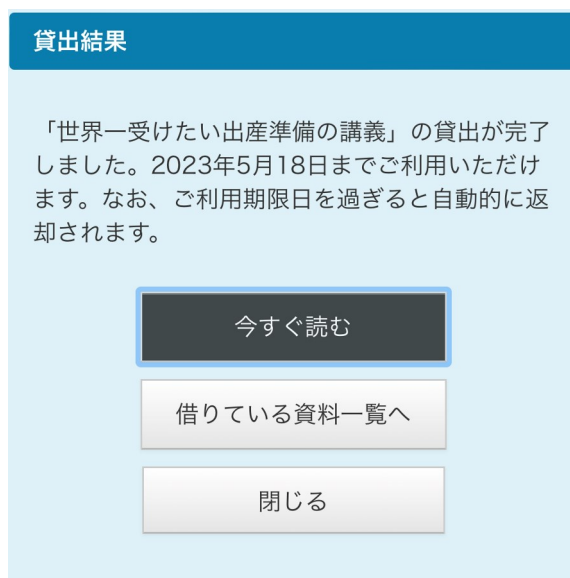 貸出結果
「世界一受けたい出産準備の講義」の貸出が完了
しました。2023年5月18日までご利用いただけ
ます。なお、ご利用期限日を過ぎると自動的に返
却されます。
今すぐ読む
借りている資料一覧へ
閉じる